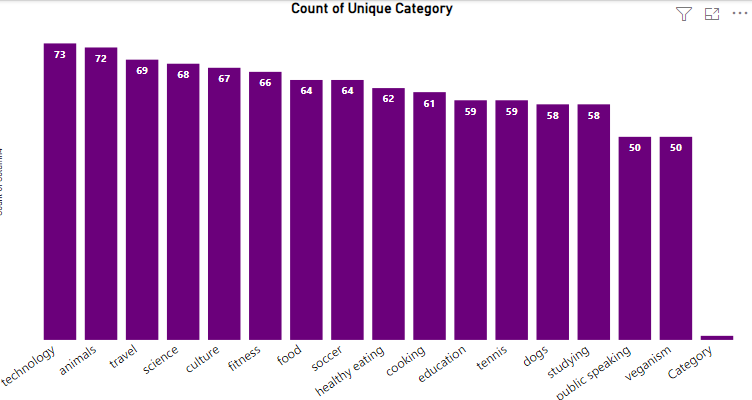 Count of Unique Category
73 72 69 68 67 66 64 64 62 61 59 59 58 58 50 50
technology animals travel science culture fitness food soccer healthy eating cooking education tennis dogs studying public speaking veganism Category